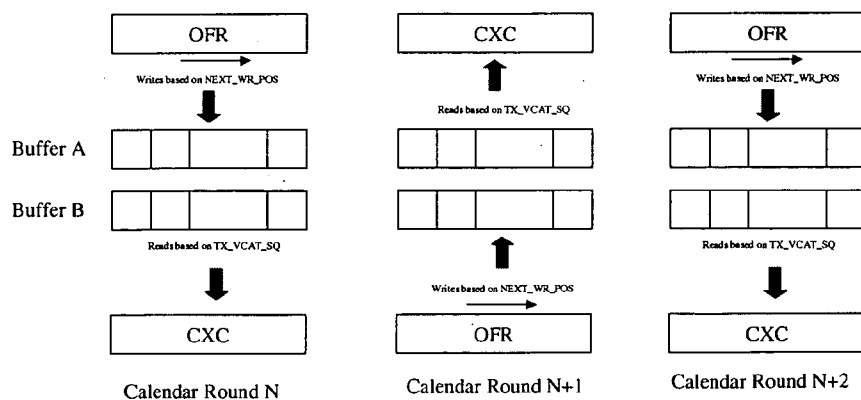 OFR
CXC
OFR
Writes based on NEXT_WR_POS
Reads based on TX_VCAT_SQ
Writes based on NEXT_WR_POS
Buffer A
Buffer B
Reads based on TX_VCAT_SQ
Writes based on NEXT_WR_POS
Reads based on TX_VCAT_SQ
CXC
OFR
CXC
Calendar Round N
Calendar Round N+1
Calendar Round N+2